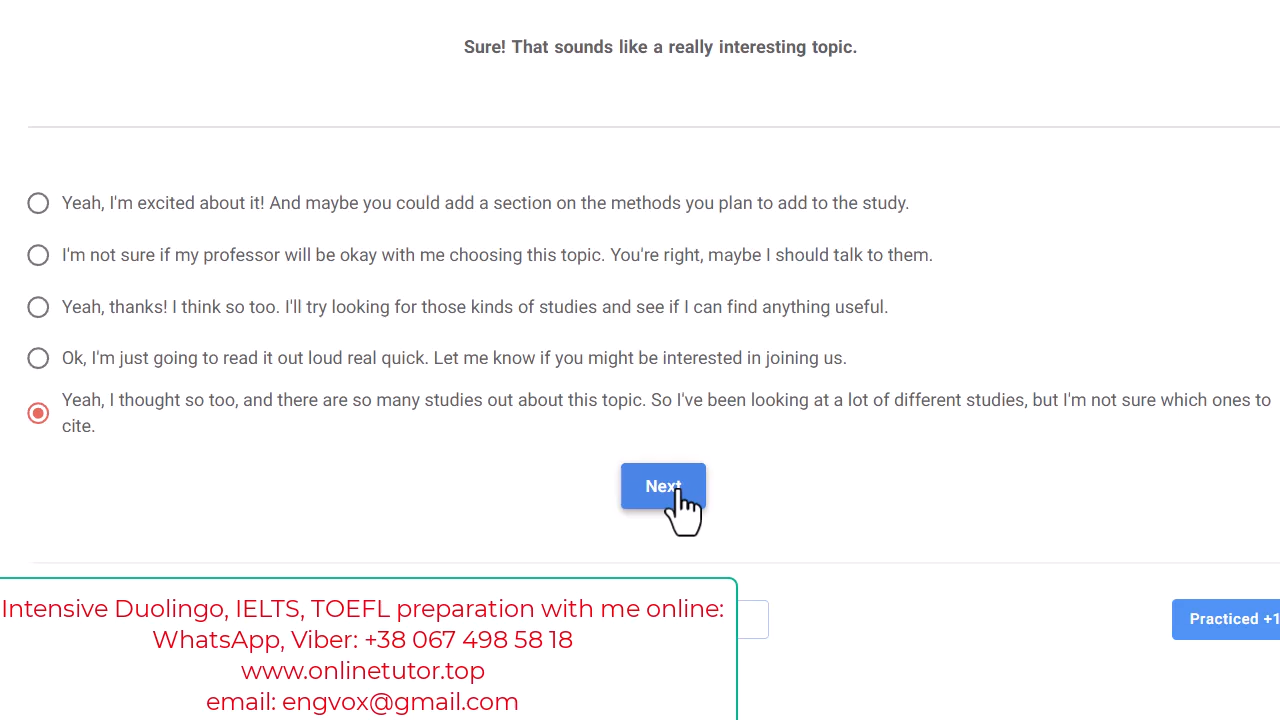 Sure! That sounds like a really interesting topic.
Yeah, I'm excited about it! And maybe you could add a section on the methods you plan to add to the study.
I'm not sure if my professor will be okay with me choosing this topic. You're right, maybe I should talk to them.
Yeah, thanks! I think so too. I'll try looking for those kinds of studies and see if I can find anything useful.
Ok, I'm just going to read it out loud real quick. Let me know if you might be interested in joining us.
Yeah, I thought so too, and there are so many studies out about this topic. So I've been looking at a lot of different studies, but I'm not sure which ones to
cite.
Next
Intensive Duolingo, IELTS, TOEFL preparation with me online:
WhatsApp, Viber: +38 067 498 58 18
www.onlinetutor.top
email: engvox@gmail.com
Practiced +1